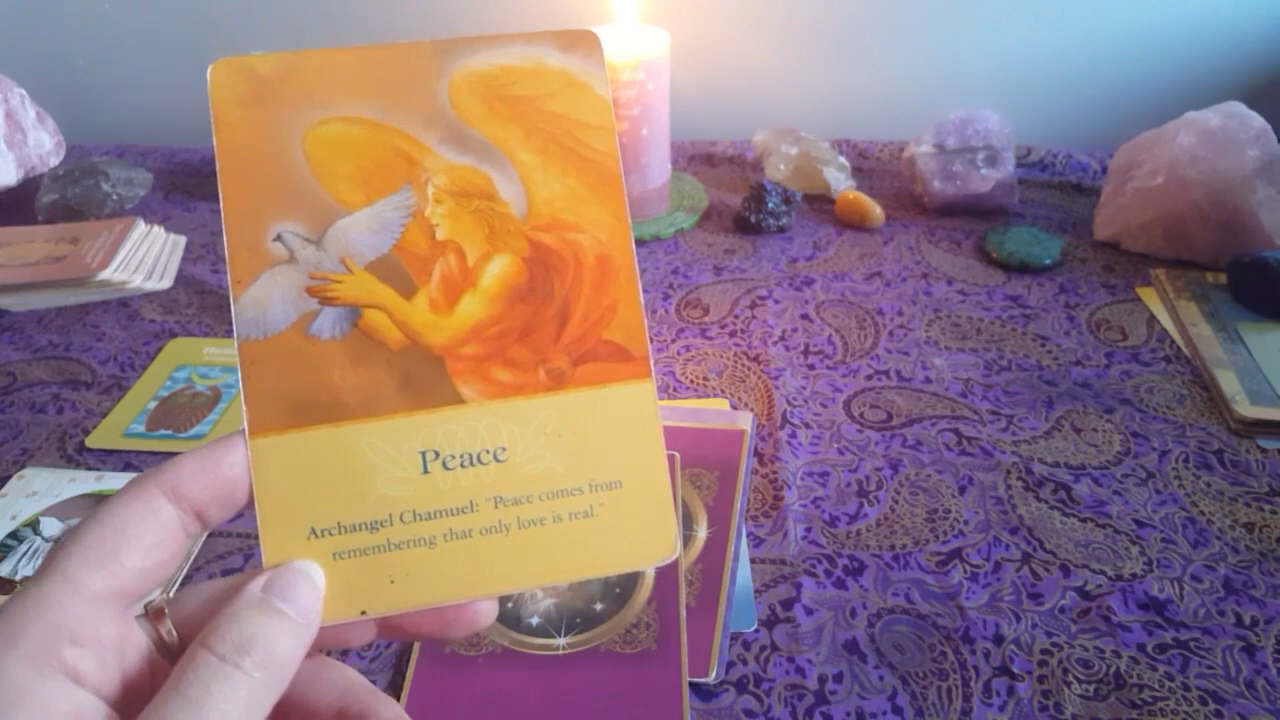 Peace
Archangel Chamuel: "Peace comes from
remembering that only love is real."